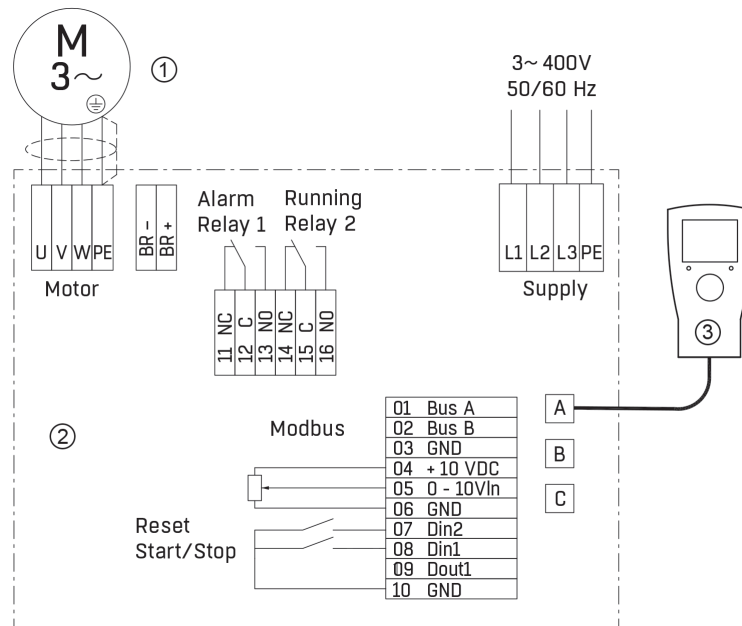 M
3~
①
3~ 400V
50/60 Hz
Alarm
Relay 1
Running
Relay 2
U V W PE
BR -
BR +
L1 L2 L3 PE
Motor
Supply
11 NC
12 C
13 NO
14 NC
15 C
16 NO
③
②
Modbus
01 Bus A
02 Bus B
03 GND
04 + 10 VDC
05 0 - 10VIn
06 GND
07 Din2
08 Din1
09 Dout1
10 GND
A
B
C
Reset
Start/Stop